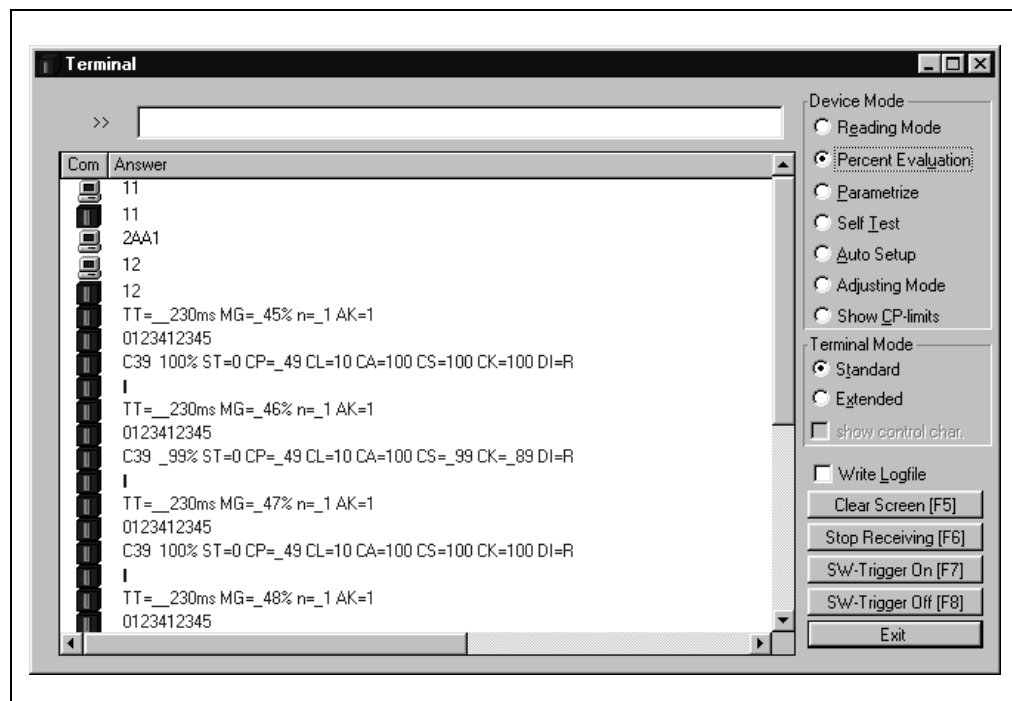 Terminal
>>
Com Answer
11
11
2AA1
12
12
TT=__230ms MG=_45% n=_1 AK=1
0123412345
C39 100% ST=0 CP=_49 CL=10 CA=100 CS=100 CK=100 DI=R
I
TT=__230ms MG=_46% n=_1 AK=1
0123412345
C39 _99% ST=0 CP=_49 CL=10 CA=100 CS=_99 CK=_89 DI=R
I
TT=__230ms MG=_47% n=_1 AK=1
0123412345
C39 100% ST=0 CP=_49 CL=10 CA=100 CS=100 CK=100 DI=R
I
TT=__230ms MG=_48% n=_1 AK=1
0123412345
Device Mode
Reading Mode
Percent Evaluation
Parametrize
Self Test
Auto Setup
Adjusting Mode
Show CP-limits
Terminal Mode
Standard
Extended
show control char.
Write Logfile
Clear Screen [F5]
Stop Receiving [F6]
SW-Trigger On [F7]
SW-Trigger Off [F8]
Exit